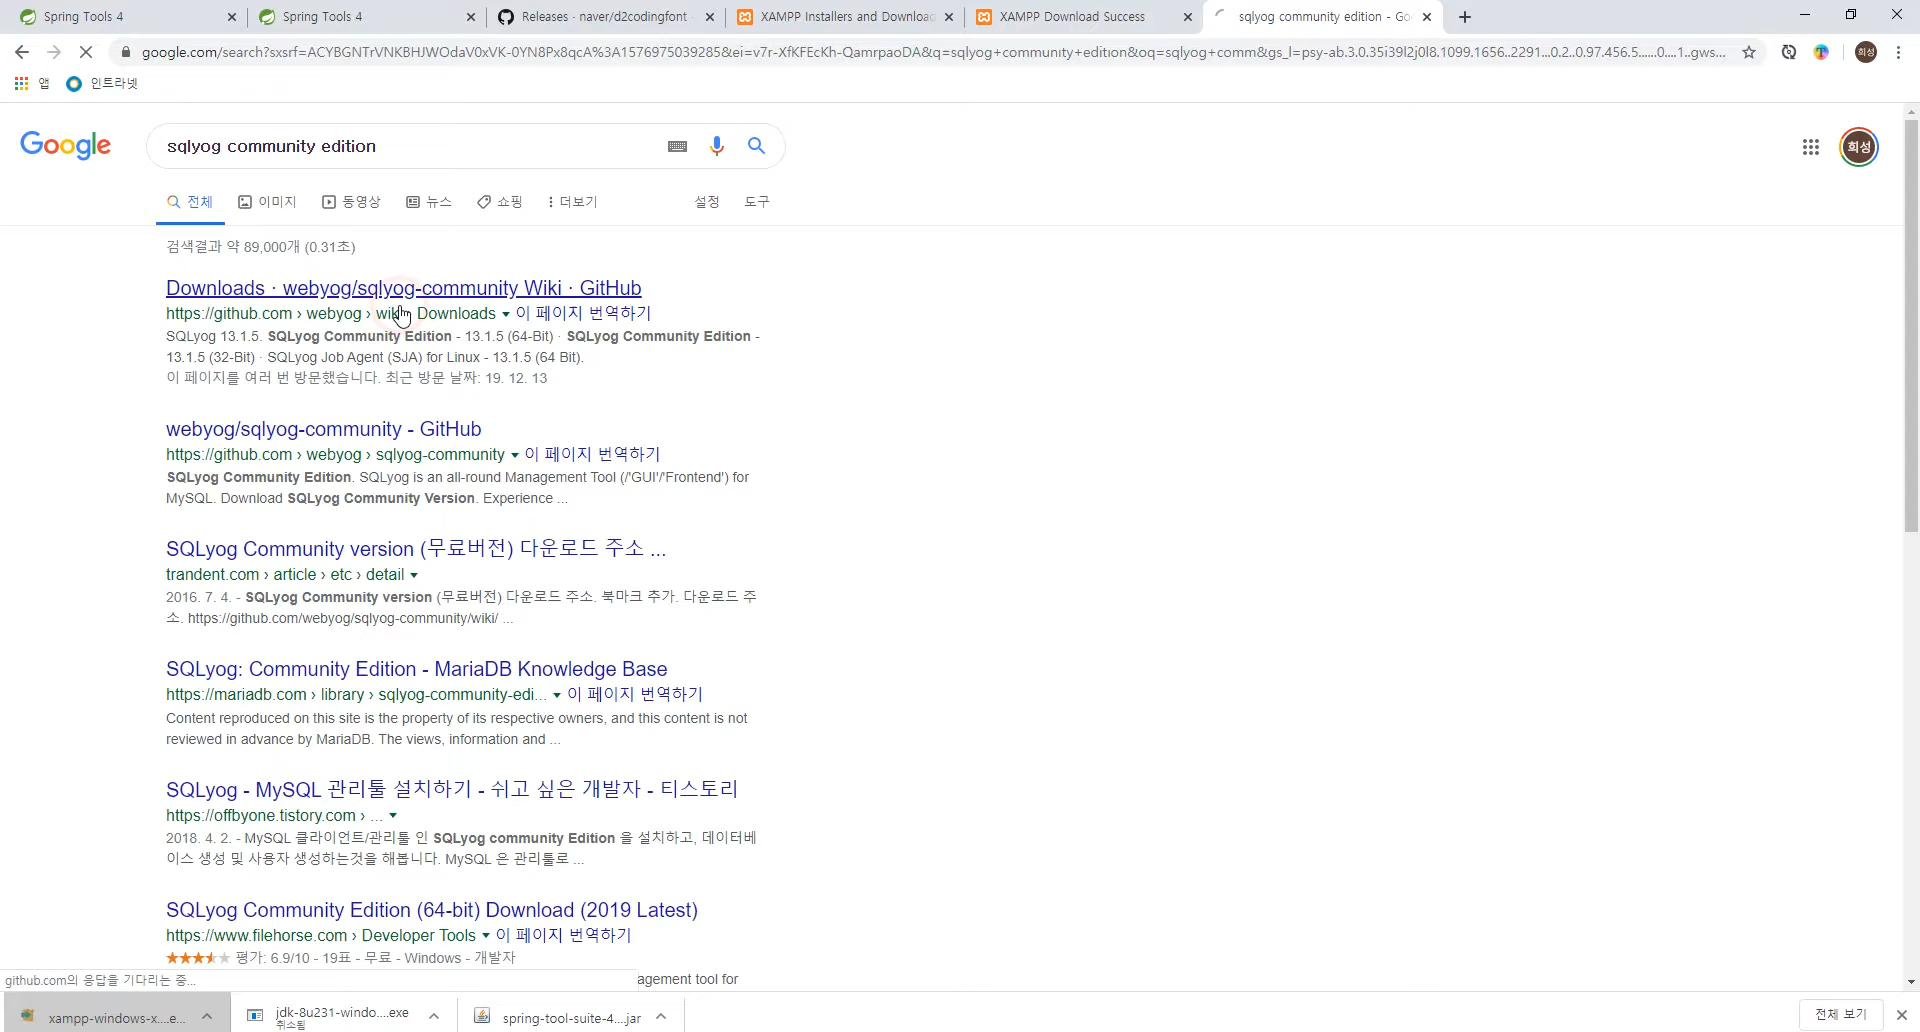 Spring Tools 4
Spring Tools 4
Releases · naver/d2codingfont
XAMPP Installers and Downloac
XAMPP Download Success
sqlyog community edition - Go
google.com/search?sxsrf=ACYBGNTrVNKBHJWOdaV0xVK-0YN8Px8qcA%3A1576975039285&ei=v7r-XfKFEcKh-QamrpaoDA&q=sqlyog+community+edition&oq=sqlyog+comm&gs_l=psy-ab.3.0.35i39l2j0l8.1099.1656..2291...0.2..0.97.456.5......0....1..gws...
희성
앱
인트라넷
Google
sqlyog community edition
희성
전체
이미지
동영상
뉴스
쇼핑
더보기
설정
도구
검색결과 약 89,000개 (0.31초)
Downloads · webyog/sqlyog-community Wiki · GitHub
https://github.com › webyog › wiki Downloads 이 페이지 번역하기
SQLyog 13.1.5. SQLyog Community Edition - 13.1.5 (64-Bit) · SQLyog Community Edition -
13.1.5 (32-Bit) · SQLyog Job Agent (SJA) for Linux - 13.1.5 (64 Bit).
이 페이지를 여러 번 방문했습니다. 최근 방문 날짜: 19. 12. 13
webyog/sqlyog-community - GitHub
https://github.com › webyog › sqlyog-community 이 페이지 번역하기
SQLyog Community Edition. SQLyog is an all-round Management Tool (/'GUI'/'Frontend') for
MySQL. Download SQLyog Community Version. Experience ...
SQLyog Community version (무료버전) 다운로드 주소 ...
trandent.com › article › etc › detail
2016. 7. 4. - SQLyog Community version (무료버전) 다운로드 주소. 북마크 추가. 다운로드 주
소. https://github.com/webyog/sqlyog-community/wiki/ ...
SQLyog: Community Edition - MariaDB Knowledge Base
https://mariadb.com › library › sqlyog-community-edi... 이 페이지 번역하기
Content reproduced on this site is the property of its respective owners, and this content is not
reviewed in advance by MariaDB. The views, information and ...
SQLyog - MySQL 관리툴 설치하기 - 쉬고 싶은 개발자 - 티스토리
https://offbyone.tistory.com › ...
2018. 4. 2. - MySQL 클라이언트/관리툴 인 SQLyog community Edition 을 설치하고, 데이터베
이스 생성 및 사용자 생성하는것을 해봅니다. MySQL 은 관리툴로 ...
SQLyog Community Edition (64-bit) Download (2019 Latest)
https://www.filehorse.com › Developer Tools 이 페이지 번역하기
평가: 6.9/10 - 19표 - 무료 - Windows - 개발자
agement tool for
github.com의 응답을 기다리는 중...
xampp-windows-x....e...
jdk-8u231-windo....exe
취소됨
spring-tool-suite-4....jar
전체 보기